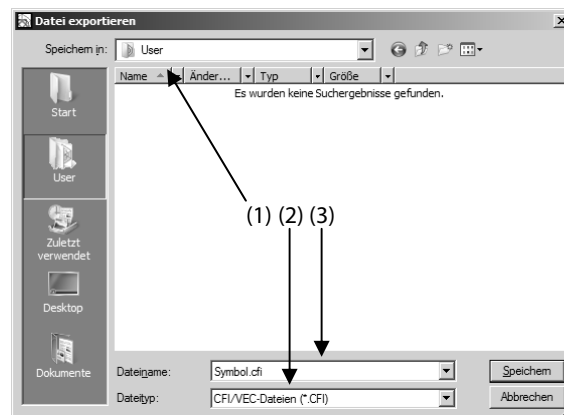 Datei exportieren
Speichern in:
User
Name
Änder...
Typ
Größe
Es wurden keine Suchergebnisse gefunden.
Start
User
(1) (2) (3)
Zuletzt
verwendet
Desktop
Dokumente
Dateiname:
Symbol.cfi
Speichern
Dateityp:
CFI/VEC-Dateien (*.CFI)
Abbrechen